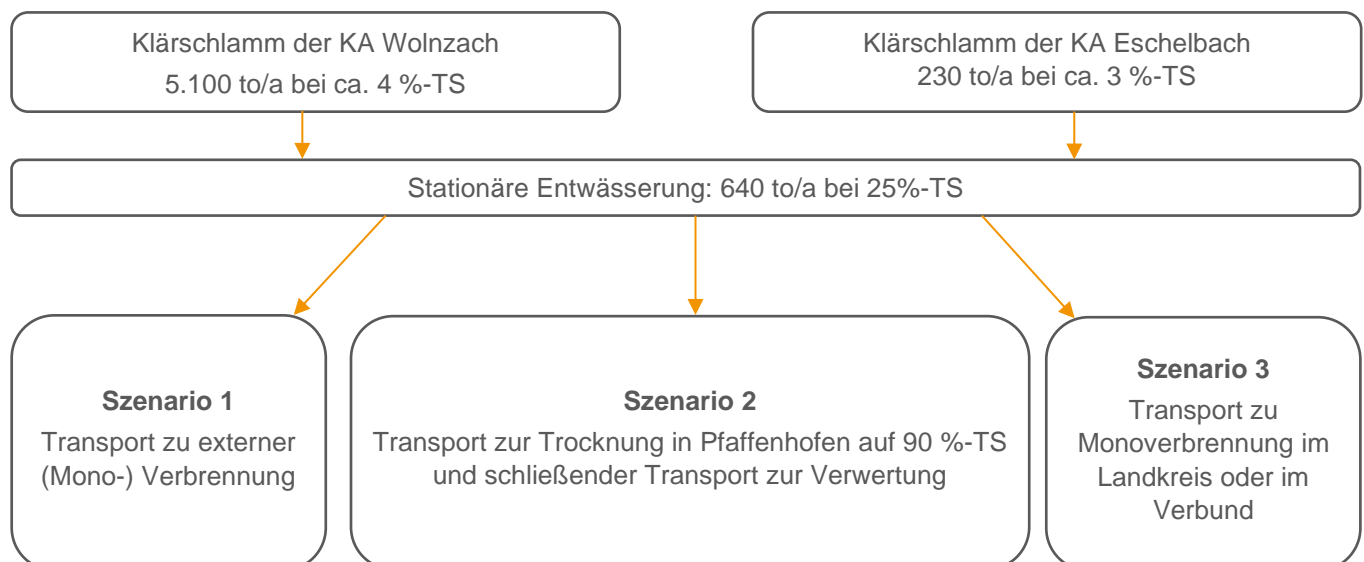 Klärschlamm der KA Wolnzach
5.100 to/a bei ca. 4 %-TS
Klärschlamm der KA Eschelbach
230 to/a bei ca. 3 %-TS
Stationäre Entwässerung: 640 to/a bei 25%-TS
Szenario 1
Transport zu externer
(Mono-) Verbrennung
Szenario 2
Transport zur Trocknung in Pfaffenhofen auf 90 %-TS
und schließender Transport zur Verwertung
Szenario 3
Transport zu
Monoverbrennung im
Landkreis oder im
Verbund